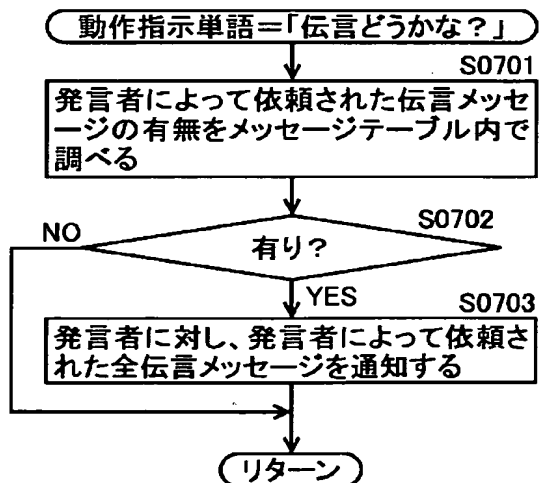 動作指示単語＝「伝言どうかな？」
S0701
発言者によって依頼された伝言メッセ
ージの有無をメッセージテーブル内で
調べる
S0702
NO
有り？
YES
S0703
発言者に対し、発言者によって依頼さ
れた全伝言メッセージを通知する
リターン